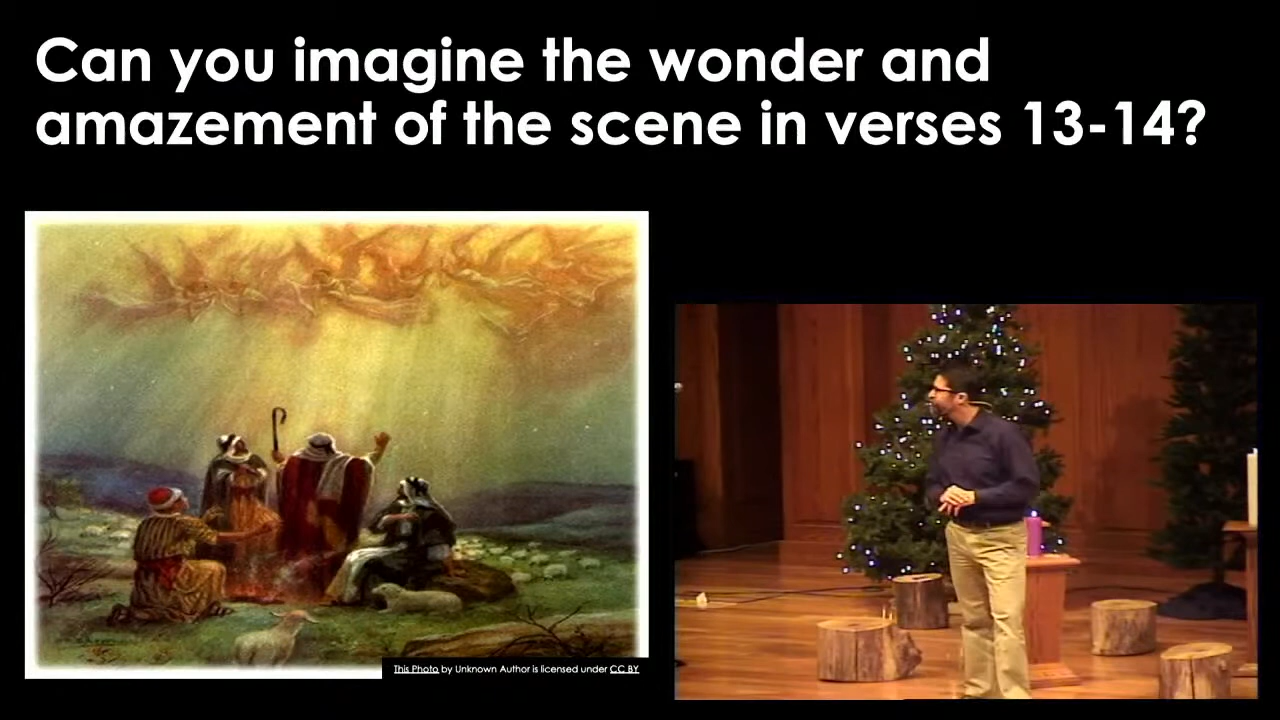 Can you imagine the wonder and
amazement of the scene in verses 13-14?
This Photo by Unknown Author is licensed under CC BY